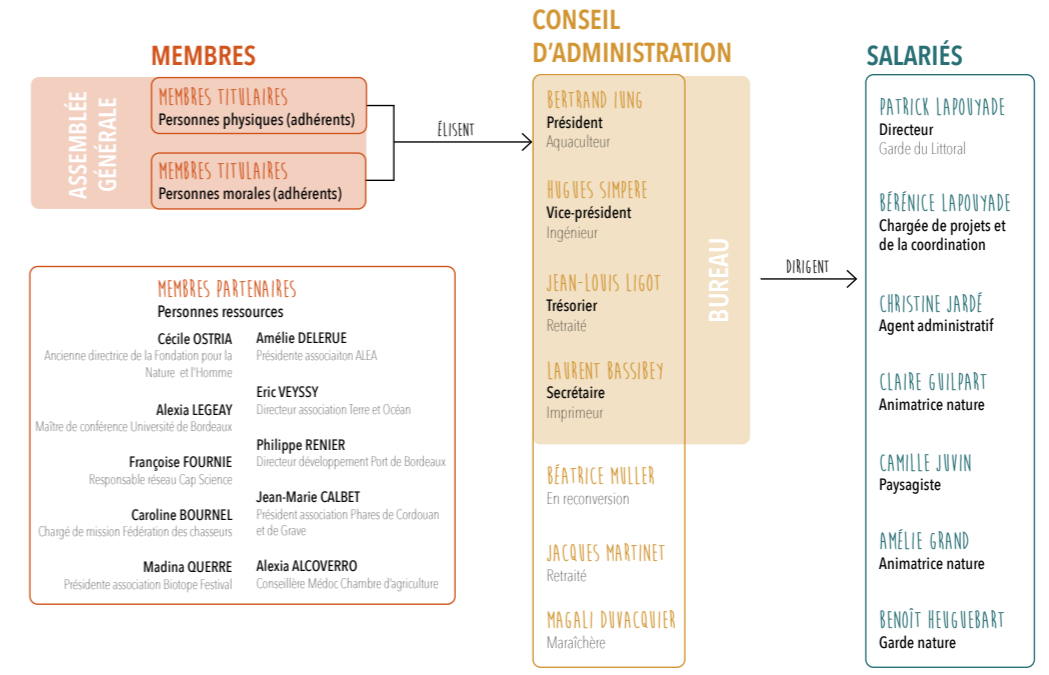 MEMBRES
ASSEMBLÉE
GÉNÉRALE
MEMBRES TITULAIRES
Personnes physiques (adhérents)
MEMBRES TITULAIRES
Personnes morales (adhérents)
ÉLISENT
MEMBRES PARTENAIRES
Personnes ressources
Cécile OSTRIA
Ancienne directrice de la Fondation pour la
Nature et l'Homme
Alexia LEGEAY
Maître de conférence Université de Bordeaux
Françoise FOURNIE
Responsable réseau Cap Science
Caroline BOURNEL
Chargé de mission Fédération des chasseurs
Madina QUERRE
Présidente association Biotope Festival
Amélie DELERUE
Présidente associaiton ALEA
Eric VEYSSY
Directeur association Terre et Océan
Philippe RENIER
Directeur développement Port de Bordeaux
Jean-Marie CALBET
Président association Phares de Cordouan
et de Grave
Alexia ALCOVERRO
Conseillère Médoc Chambre d'agriculture
CONSEIL
D'ADMINISTRATION
BERTRAND IUNG
Président
Aquaculteur
HUGUES SIMPERE
Vice-président
Ingénieur
JEAN-LOUIS LIGOT
Trésorier
Retraité
LAURENT BASSIBEY
Secrétaire
Imprimeur
BUREAU
BÉATRICE MULLER
En reconversion
JACQUES MARTINET
Retraité
MAGALI DUVACQUIER
Maraîchère
DIRIGENT
SALARIÉS
PATRICK LAPOUYADE
Directeur
Garde du Littoral
BÉRÉNICE LAPOUYADE
Chargée de projets et
de la coordination
CHRISTINE JARDÉ
Agent administratif
CLAIRE GUILPART
Animatrice nature
CAMILLE JUVIN
Paysagiste
AMÉLIE GRAND
Animatrice nature
BENOÎT HEUGUEBART
Garde nature